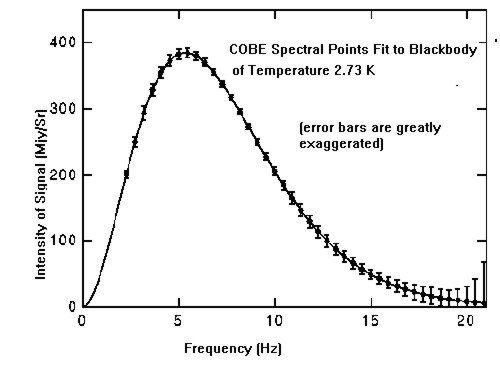 COBE Spectral Points Fit to Blackbody
of Temperature 2.73 K
(error bars are greatly
exaggerated)
Intensity of Signal (Mjy/Sr)
400
300
200
100
0
0 5 10 15 20
Frequency (Hz)